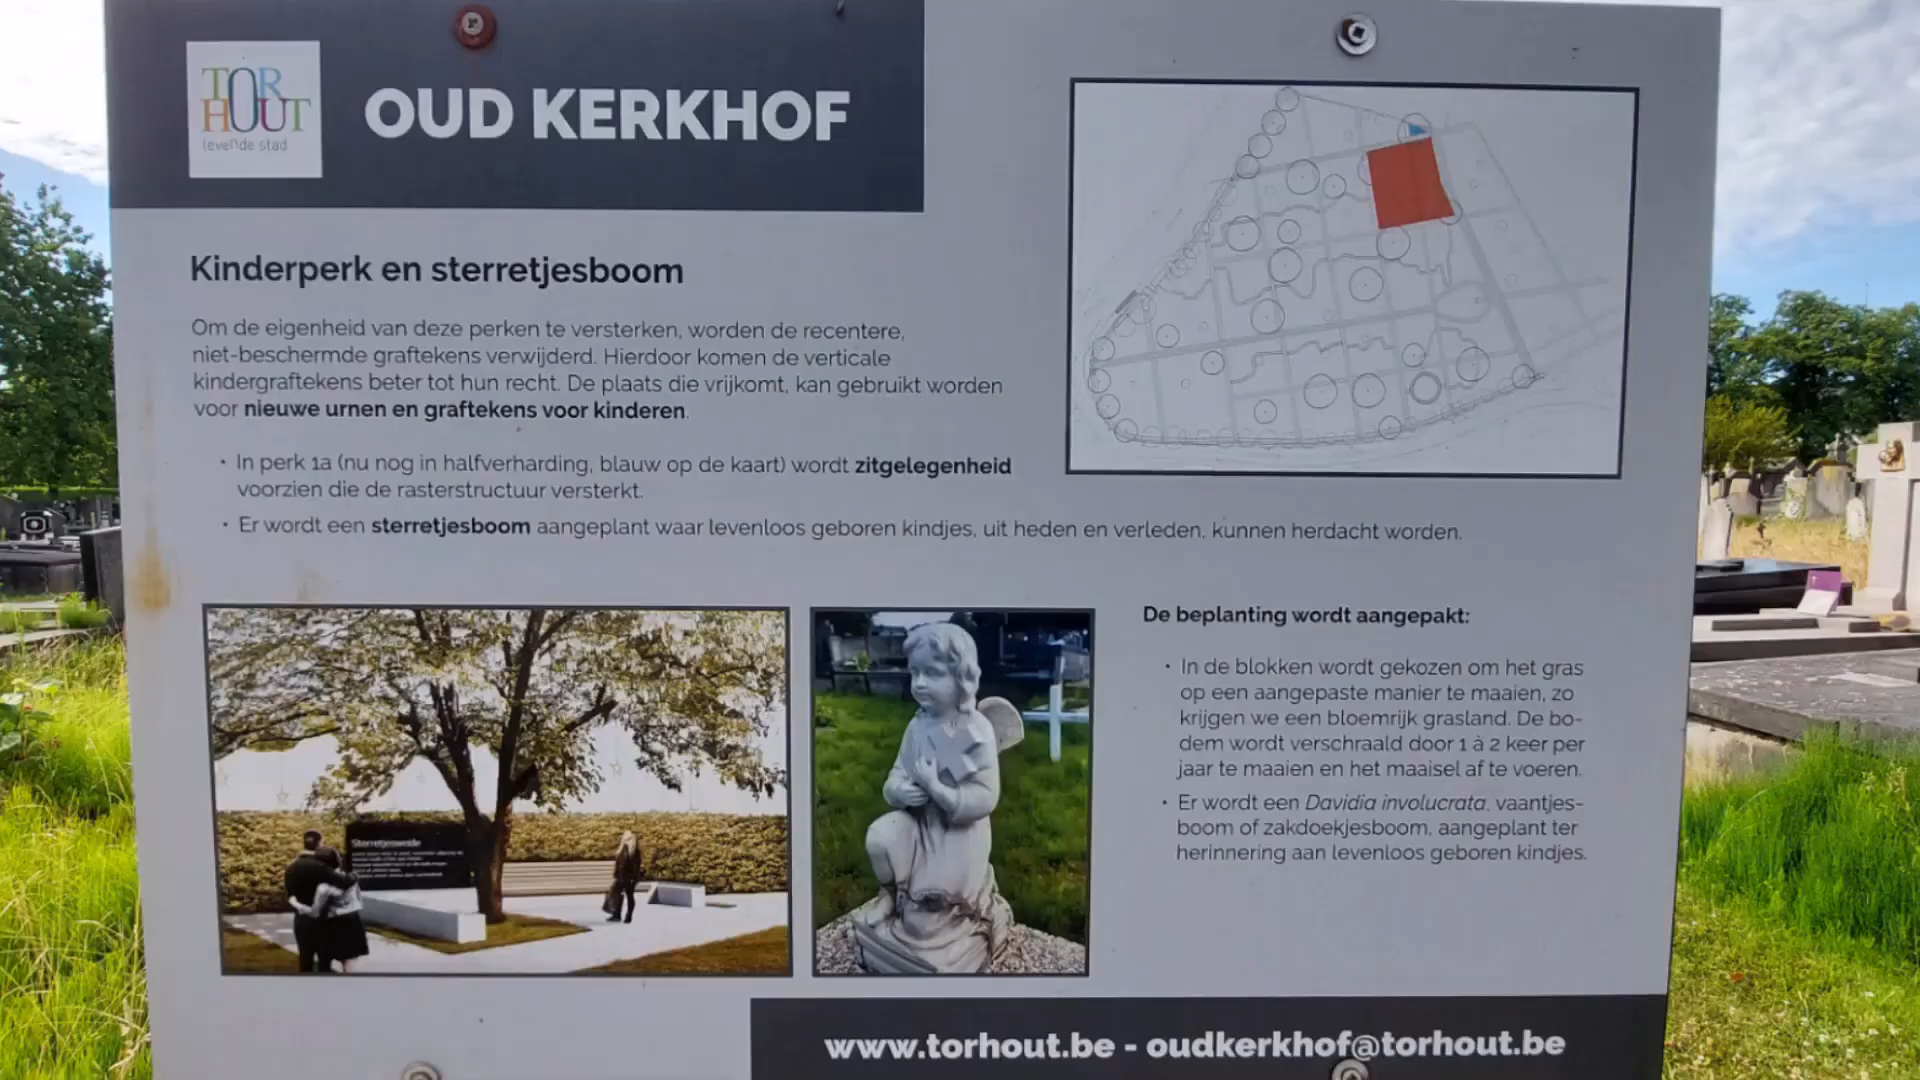 TOR
HOUT
levende stad
OUD KERKHOF
Kinderperk en sterretjesboom
Om de eigenheid van deze perken te versterken, worden de recentere,
niet-beschermde graftekens verwijderd. Hierdoor komen de verticale
kindergraftekens beter tot hun recht. De plaats die vrijkomt, kan gebruikt worden
voor nieuwe urnen en graftekens voor kinderen.
• In perk 1a (nu nog in halfverharding, blauw op de kaart) wordt zitgelegenheid
voorzien die de rasterstructuur versterkt.
• Er wordt een sterretjesboom aangeplant waar levenloos geboren kindjes, uit heden en verleden, kunnen herdacht worden.
Sterretjesweide
De beplanting wordt aangepakt:
• In de blokken wordt gekozen om het gras
op een aangepaste manier te maaien, zo
krijgen we een bloemrijk grasland. De bo-
dem wordt verschraald door 1 à 2 keer per
jaar te maaien en het maaisel af te voeren.
• Er wordt een Davidia involucrata, vaantjes-
boom of zakdoekjesboom, aangeplant ter
herinnering aan levenloos geboren kindjes.
www.torhout.be - oudkerkhof@torhout.be